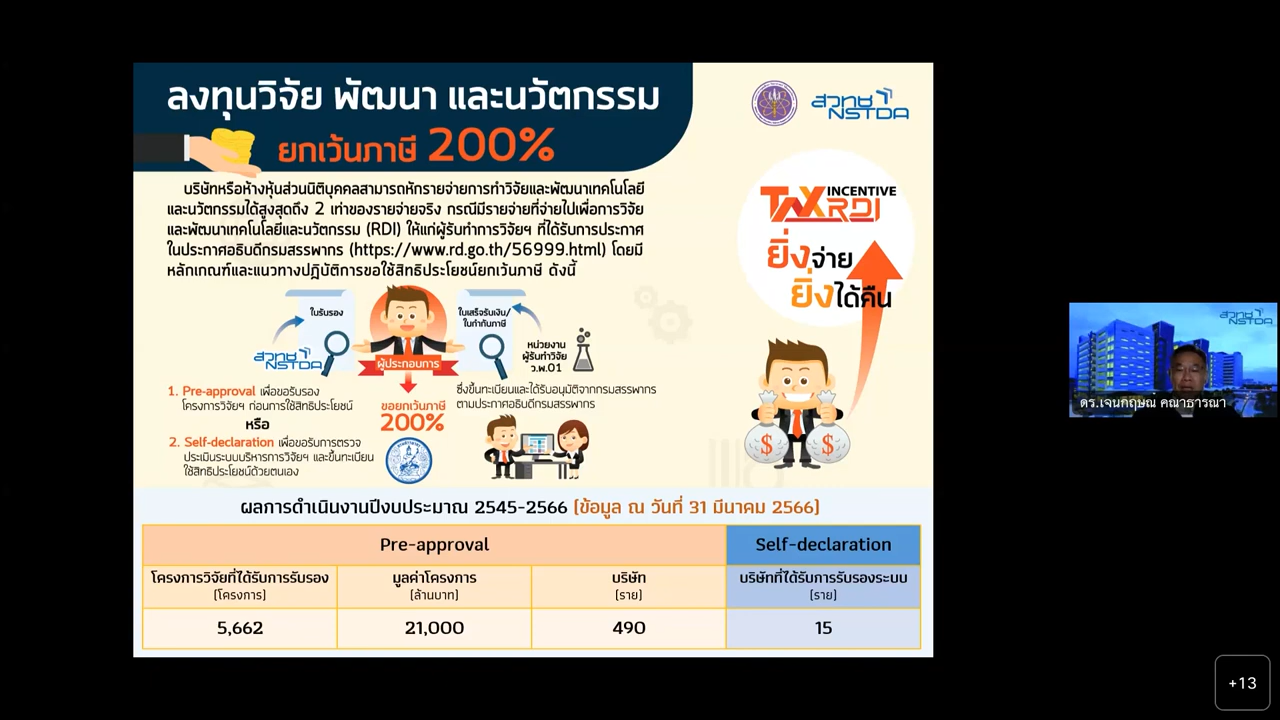 ลงทุนวิจัย พัฒนา และนวัตกรรม
ยกเว้นภาษี 200%
สวทช
NSTDA
บริษัทหรือห้างหุ้นส่วนนิติบุคคลสามารถหักรายจ่ายการทำวิจัยและพัฒนาเทคโนโลยี
และนวัตกรรมได้สูงสุดถึง 2 เท่าของรายจ่ายจริง กรณีมีรายจ่ายที่จ่ายไปเพื่อการวิจัย
และพัฒนาเทคโนโลยีและนวัตกรรม (RDI) ให้แก่ผู้รับทำการวิจัยฯ ที่ได้รับการประกาศ
ในประกาศอธิบดีกรมสรรพากร (https://www.rd.go.th/56999.html) โดยมี
หลักเกณฑ์และแนวทางปฏิบัติการขอใช้สิทธิประโยชน์ยกเว้นภาษี ดังนี้
TAX INCENTIVE
RDI
ยิ่งจ่าย
ยิ่งได้คืน
ใบรับรอง
ใบเสร็จรับเงิน/
ใบกำกับภาษี
สวทช
NSTDA
ผู้ประกอบการ
หน่วยงาน
ผู้รับทำวิจัย
ว.พ.01
1. Pre-approval เพื่อขอรับรอง
โครงการวิจัยฯ ก่อนการใช้สิทธิประโยชน์
หรือ
2. Self-declaration เพื่อขอรับการตรวจ
ประเมินระบบบริหารการวิจัยฯ และขึ้นทะเบียน
ใช้สิทธิประโยชน์ด้วยตนเอง
ขอยกเว้นภาษี
200%
ซึ่งขึ้นทะเบียนและได้รับอนุมัติจากกรมสรรพากร
ตามประกาศอธิบดีกรมสรรพากร
$ $
ผลการดำเนินงานปีงบประมาณ 2545-2566 (ข้อมูล ณ วันที่ 31 มีนาคม 2566)
Pre-approval Self-declaration
โครงการวิจัยที่ได้รับการรับรอง มูลค่าโครงการ บริษัท บริษัทที่ได้รับการรับรองระบบ
(โครงการ) (ล้านบาท) (ราย) (ราย)
5,662 21,000 490 15
สวทช
NSTDA
ดร.เจนกฤษณ์ คณาธารณา
+13